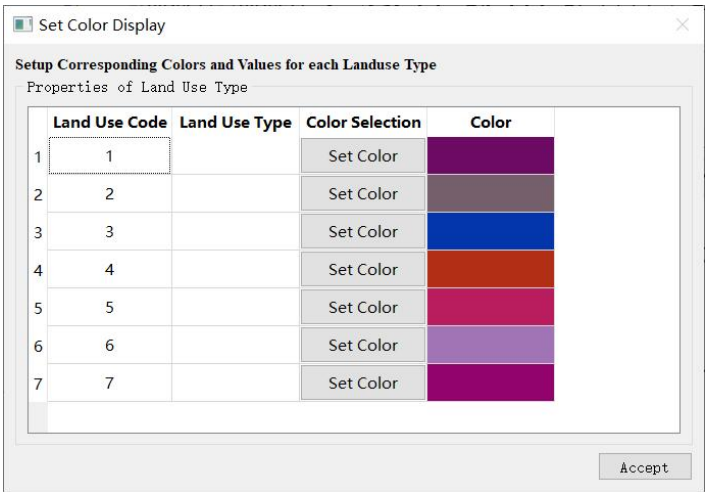 Set Color Display
Setup Corresponding Colors and Values for each Landuse Type
Properties of Land Use Type
Land Use Code Land Use Type Color Selection Color
1 1 Set Color
2 2 Set Color
3 3 Set Color
4 4 Set Color
5 5 Set Color
6 6 Set Color
7 7 Set Color
Accept